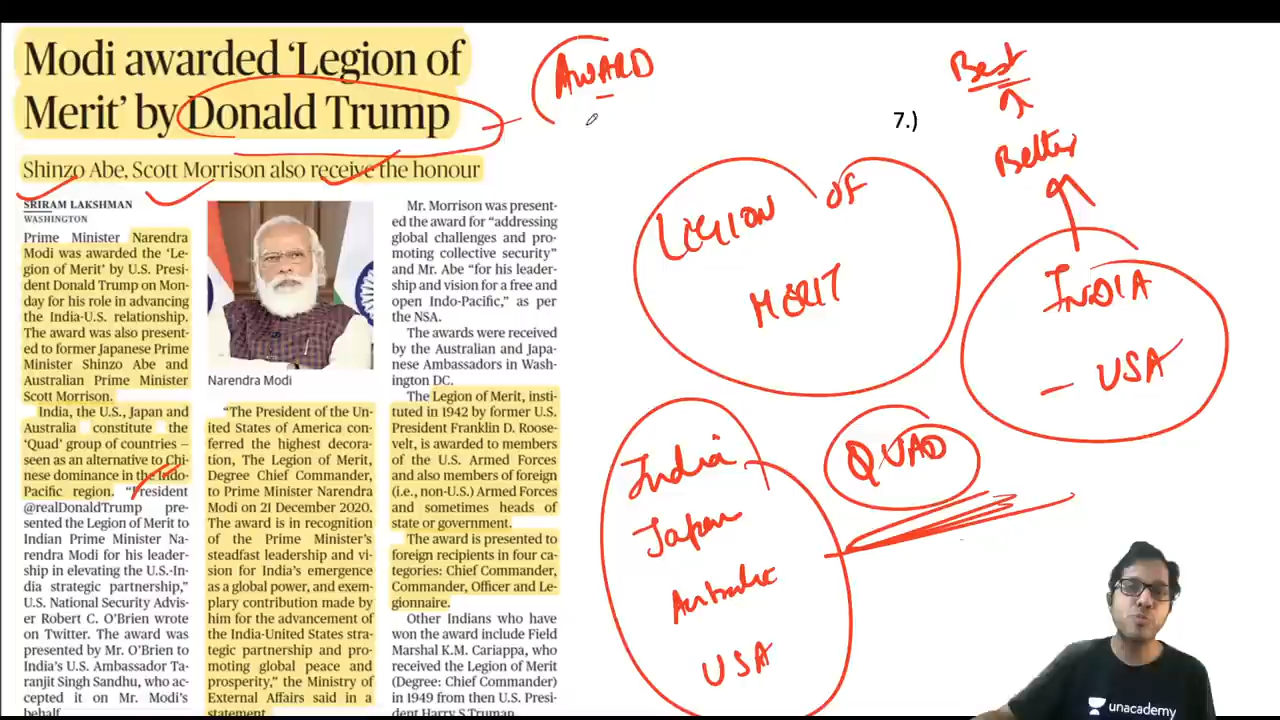 Modi awarded ‘Legion of
Merit’ by Donald Trump
Shinzo Abe, Scott Morrison also receive the honour
SRIRAM LAKSHMAN
WASHINGTON
Prime Minister Narendra
Modi was awarded the ‘Le-
gion of Merit’ by U.S. Presi-
dent Donald Trump on Mon-
day for his role in advancing
the India-U.S. relationship.
The award was also present-
ed to former Japanese Prime
Minister Shinzo Abe and
Australian Prime Minister
Scott Morrison.
India, the U.S., Japan and
Australia constitute the
‘Quad’ group of countries –
seen as an alternative to Chi-
nese dominance in the Indo-
Pacific region. “President
@realDonaldTrump pre-
sented the Legion of Merit to
Indian Prime Minister Na-
rendra Modi for his leader-
ship in elevating the U.S.-In-
dia strategic partnership,”
U.S. National Security Advis-
er Robert C. O’Brien wrote
on Twitter. The award was
presented by Mr. O’Brien to
India’s U.S. Ambassador Ta-
ranjit Singh Sandhu, who ac-
cepted it on Mr. Modi’s
behalf.
Narendra Modi
“The President of the Un-
ited States of America con-
ferred the highest decora-
tion, The Legion of Merit,
Degree Chief Commander,
to Prime Minister Narendra
Modi on 21 December 2020.
The award is in recognition
of the Prime Minister’s
steadfast leadership and vi-
sion for India’s emergence
as a global power, and exem-
plary contribution made by
him for the advancement of
the India-United States stra-
tegic partnership and pro-
moting global peace and
prosperity,” the Ministry of
External Affairs said in a
statement.
Mr. Morrison was present-
ed the award for “addressing
global challenges and pro-
moting collective security”
and Mr. Abe “for his leader-
ship and vision for a free and
open Indo-Pacific,” as per
the NSA.
The awards were received
by the Australian and Japa-
nese Ambassadors in Wash-
ington DC.
The Legion of Merit, insti-
tuted in 1942 by former U.S.
President Franklin D. Roose-
velt, is awarded to members
of the U.S. Armed Forces
and also members of foreign
(i.e., non-U.S.) Armed Forces
and sometimes heads of
state or government.
The award is presented to
foreign recipients in four ca-
tegories: Chief Commander,
Commander, Officer and Le-
gionnaire.
Other Indians who have
won the award include Field
Marshal K.M. Cariappa, who
received the Legion of Merit
(Degree: Chief Commander)
in 1949 from then U.S. Presi-
dent Harry S Truman
AWARD
7.)
Best
Better
LEGION OF
MERIT
INDIA
– USA
QUAD
India
Japan
Australia
USA
unacademy